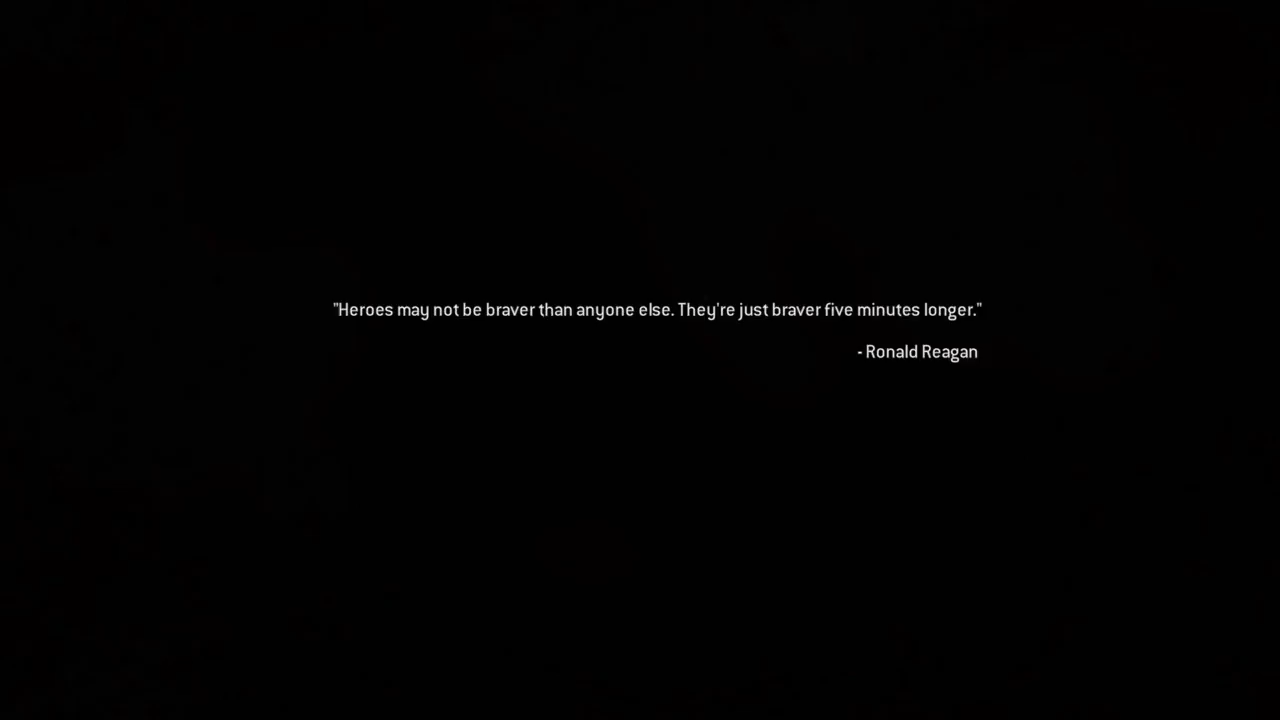 "Heroes may not be braver than anyone else. They're just braver five minutes longer."
- Ronald Reagan